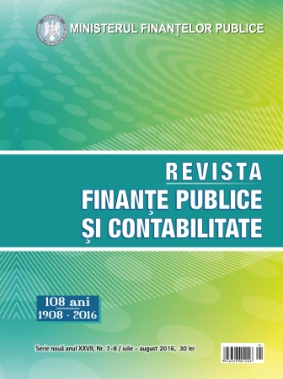 MINISTERUL FINANȚELOR PUBLICE
REVISTA
FINANȚE PUBLICE
ȘI CONTABILITATE
108 ani
1908 - 2016
Serie nouă anul XXVII, Nr. 7-8 / iulie - august 2016, 30 lei